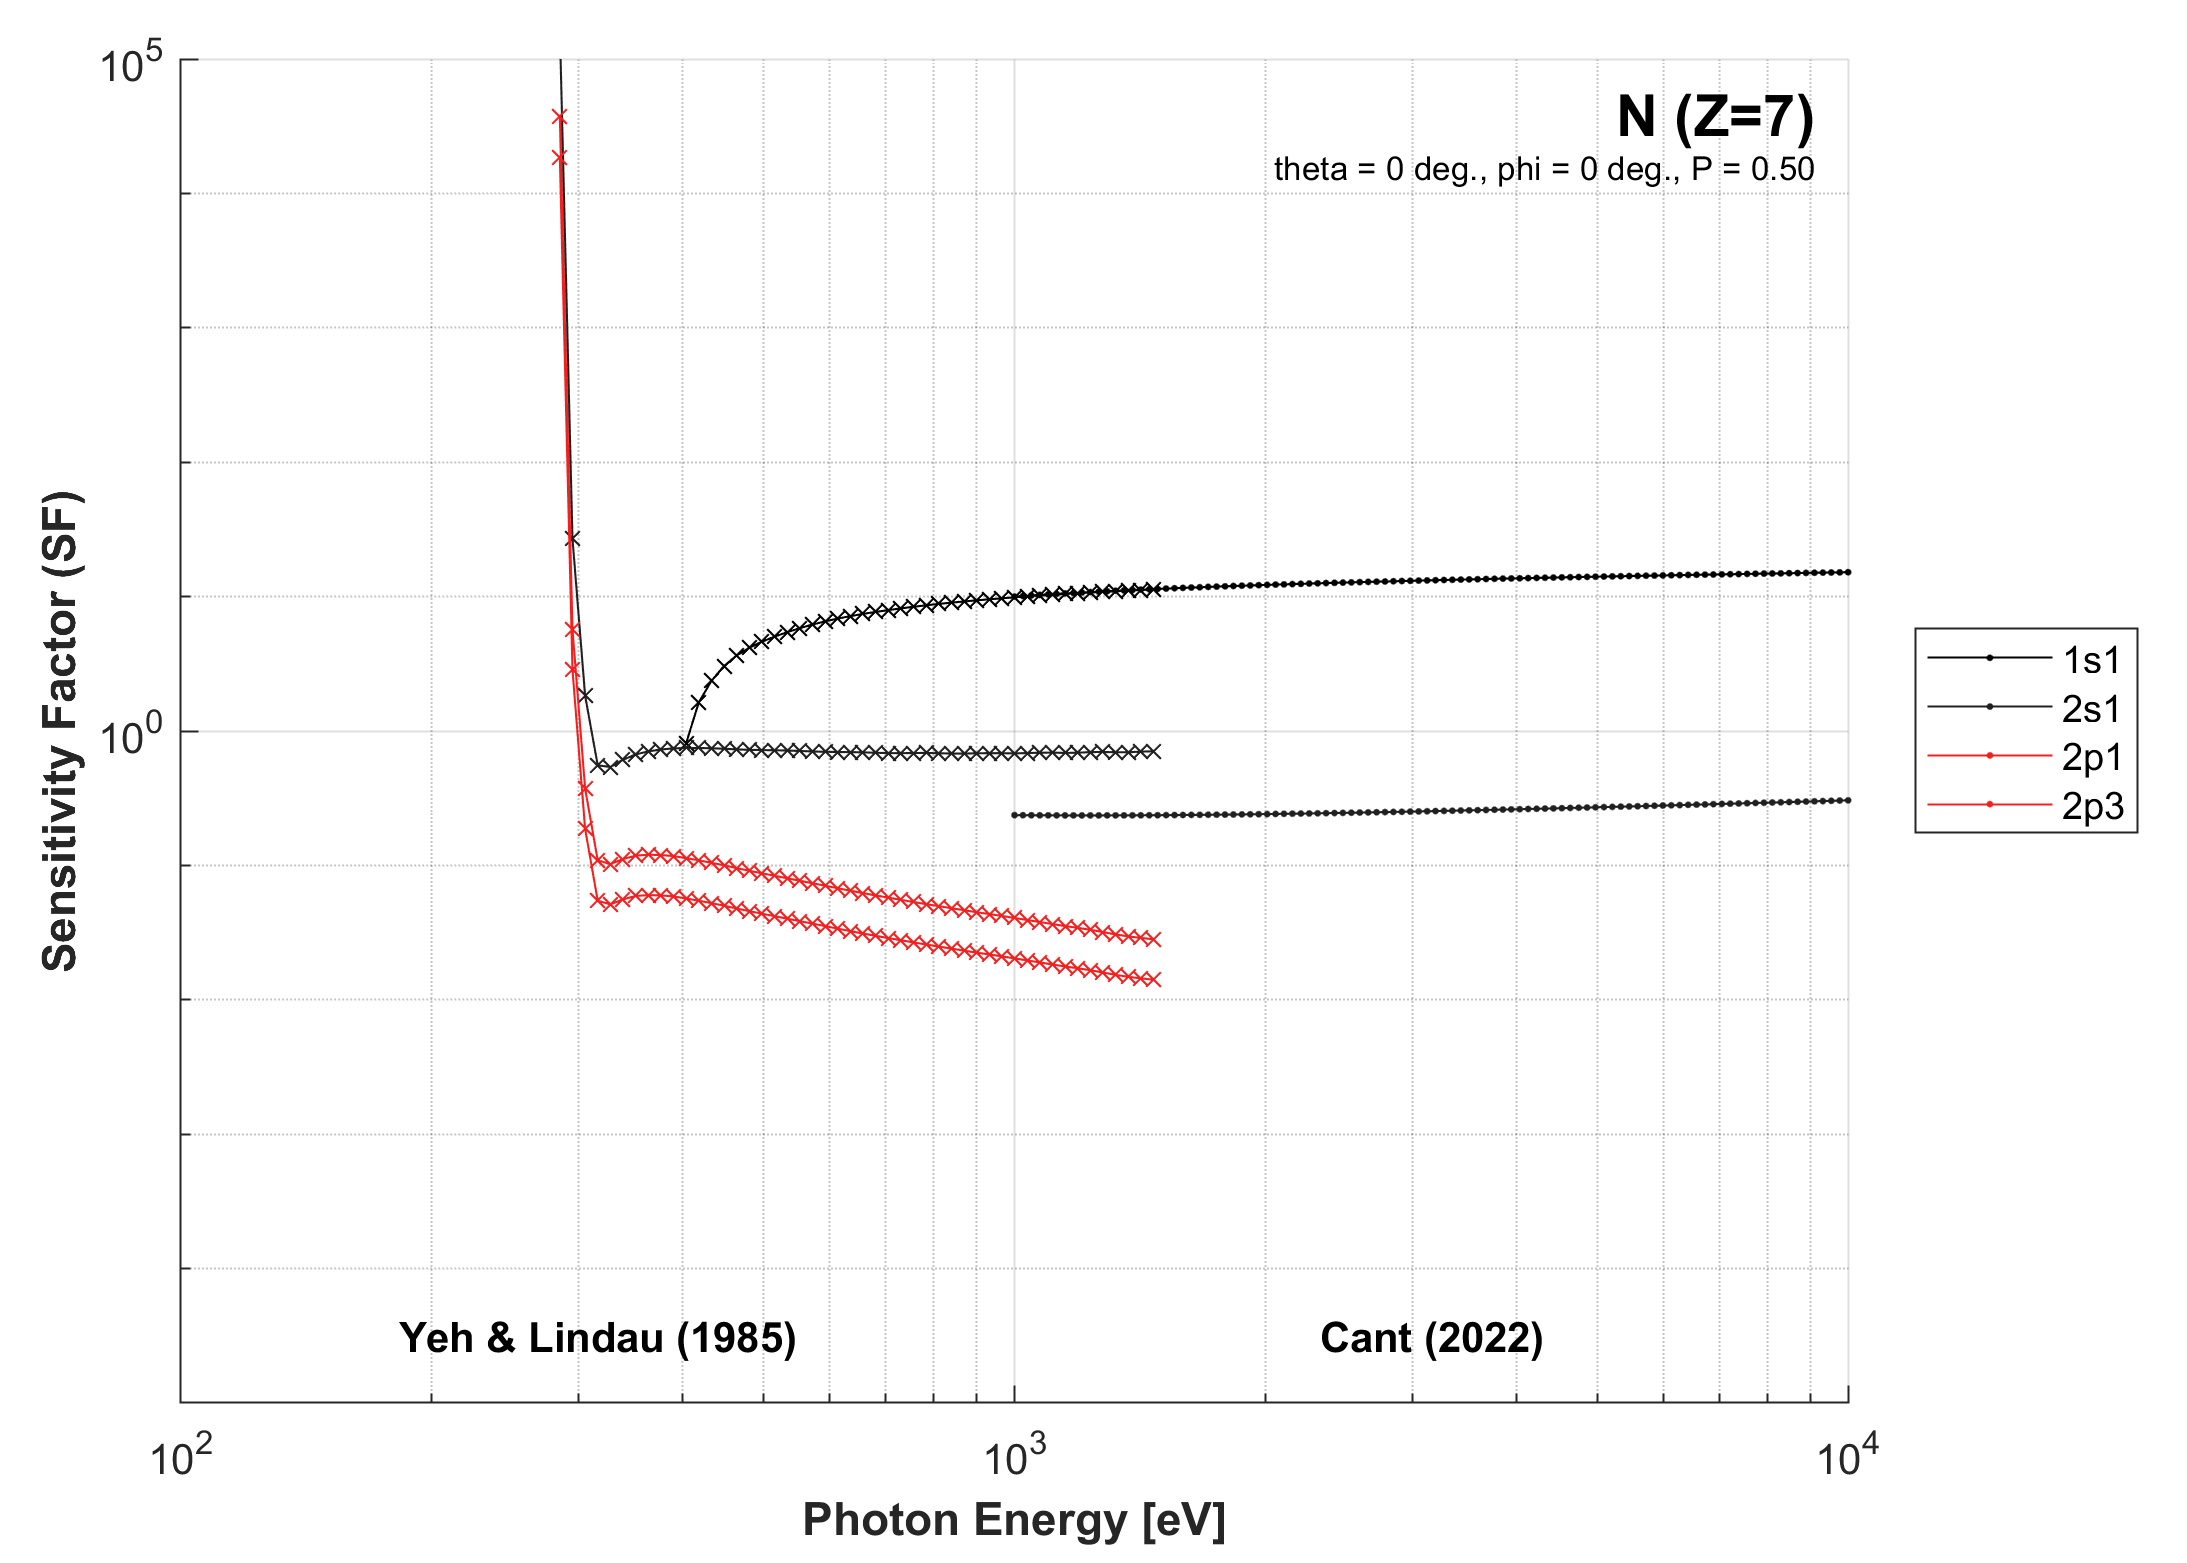 10^5
N (Z=7)
theta = 0 deg., phi = 0 deg., P = 0.50
Sensitivity Factor (SF)
10^0
1s1
2s1
2p1
2p3
Yeh & Lindau (1985)
Cant (2022)
10^2
10^3
10^4
Photon Energy [eV]